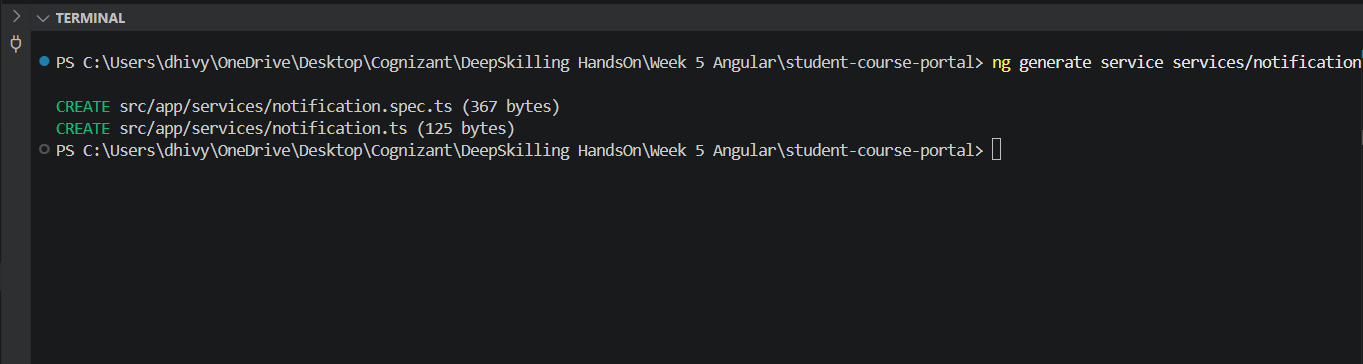 TERMINAL
PS C:\Users\dhivy\OneDrive\Desktop\Cognizant\DeepSkilling HandsOn\Week 5 Angular\student-course-portal> ng generate service services/notification
CREATE src/app/services/notification.spec.ts (367 bytes)
CREATE src/app/services/notification.ts (125 bytes)
PS C:\Users\dhivy\OneDrive\Desktop\Cognizant\DeepSkilling HandsOn\Week 5 Angular\student-course-portal>